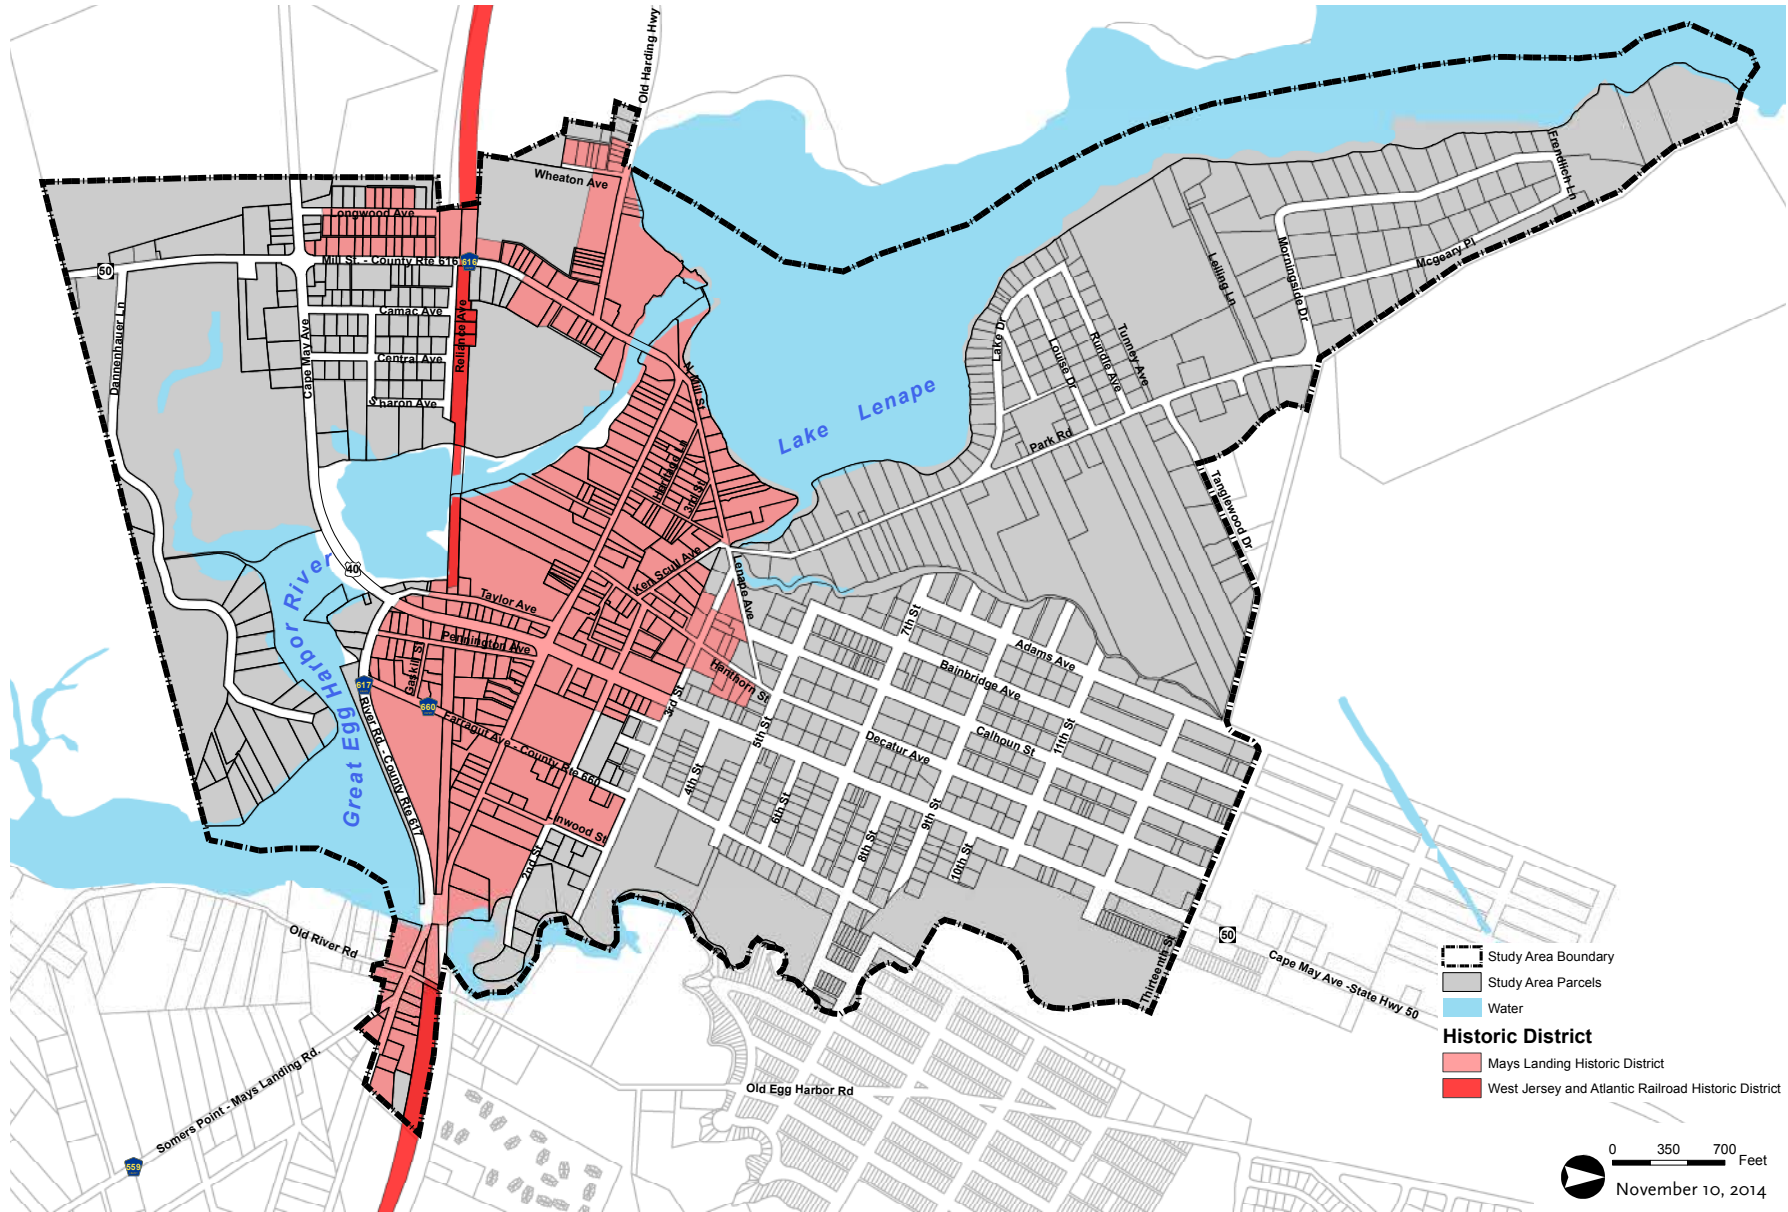 Old Harding Hwy
Wheaton Ave
Frendlich Ln
Longwood Ave
50
Mill St. - County Rte 616
616
Morningside Dr
Mcgeary Pl
Leiling Ln
Dannenhauer Ln
Cape May Ave
Camac Ave
Reliance Ave
Central Ave
Sharon Ave
N. Mill St
Lake Dr
Louise Dr
Rundle Ave
Tunney Ave
Lake Lenape
Park Rd
Heritage Ln
3rd St
Tanglewood Dr
Great Egg Harbor River
40
Ken Scull Ave
Lenape Ave
Taylor Ave
Pennington Ave
Gaskill St
7th St
Adams Ave
Bainbridge Ave
Hanthorn St
617
660
3rd St
River Rd - County Rte 617
Farragut Ave - County Rte 660
5th St
Decatur Ave
Calhoun St
11th St
4th St
6th St
Linwood St
2nd St
8th St
9th St
10th St
Old River Rd
Thirteenth St
50
Cape May Ave -State Hwy 50
Somers Point - Mays Landing Rd.
559
Old Egg Harbor Rd
Study Area Boundary
Study Area Parcels
Water
Historic District
Mays Landing Historic District
West Jersey and Atlantic Railroad Historic District
0 350 700 Feet
November 10, 2014